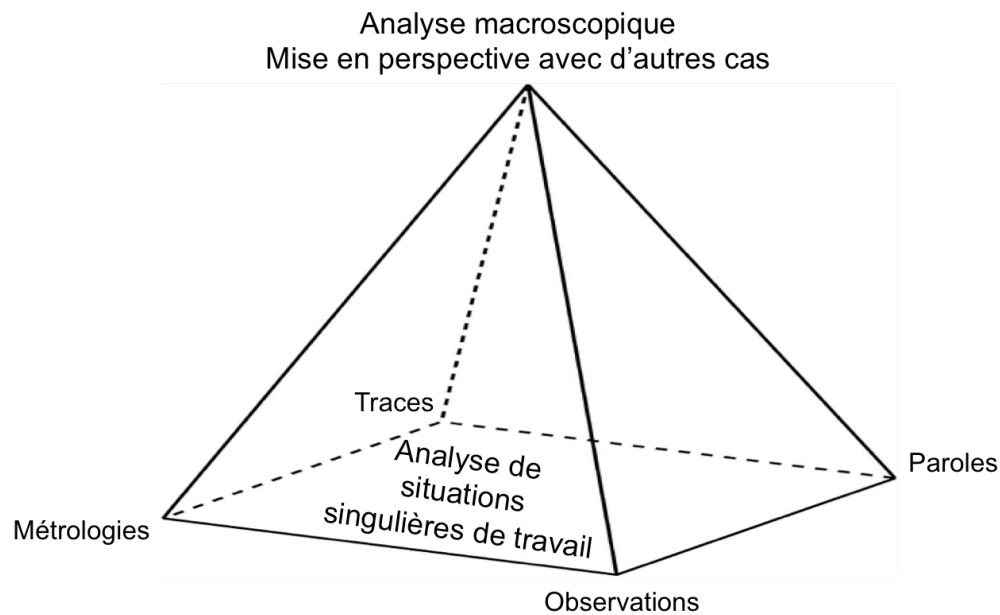 Analyse macroscopique
Mise en perspective avec d’autres cas
Traces
Analyse de
situations
singulières de travail
Paroles
Métrologies
Observations